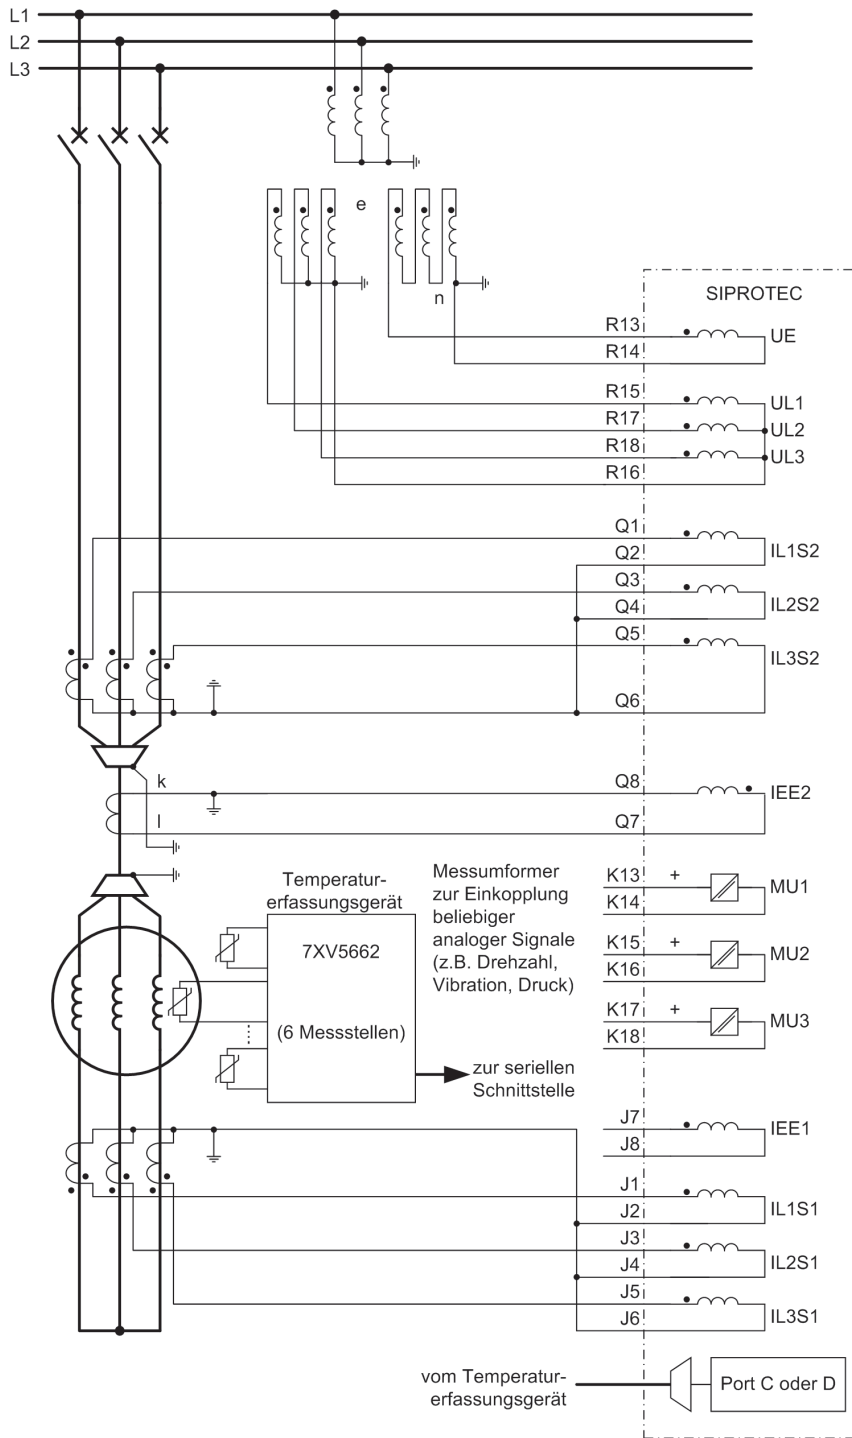 L1
L2
L3
e
n
SIPROTEC
R13
UE
R14
R15
UL1
R17
UL2
R18
UL3
R16
Q1
Q2
IL1S2
Q3
Q4
IL2S2
Q5
IL3S2
Q6
k
Q8
IEE2
l
Q7
Temperatur-
erfassungsgerät
7XV5662
(6 Messstellen)
Messumformer
zur Einkopplung
beliebiger
analoger Signale
(z.B. Drehzahl,
Vibration, Druck)
K13
+
MU1
K14
K15
+
MU2
K16
K17
+
MU3
K18
zur seriellen
Schnittstelle
J7
IEE1
J8
J1
J2
IL1S1
J3
J4
IL2S1
J5
J6
IL3S1
vom Temperatur-
erfassungsgerät
Port C oder D